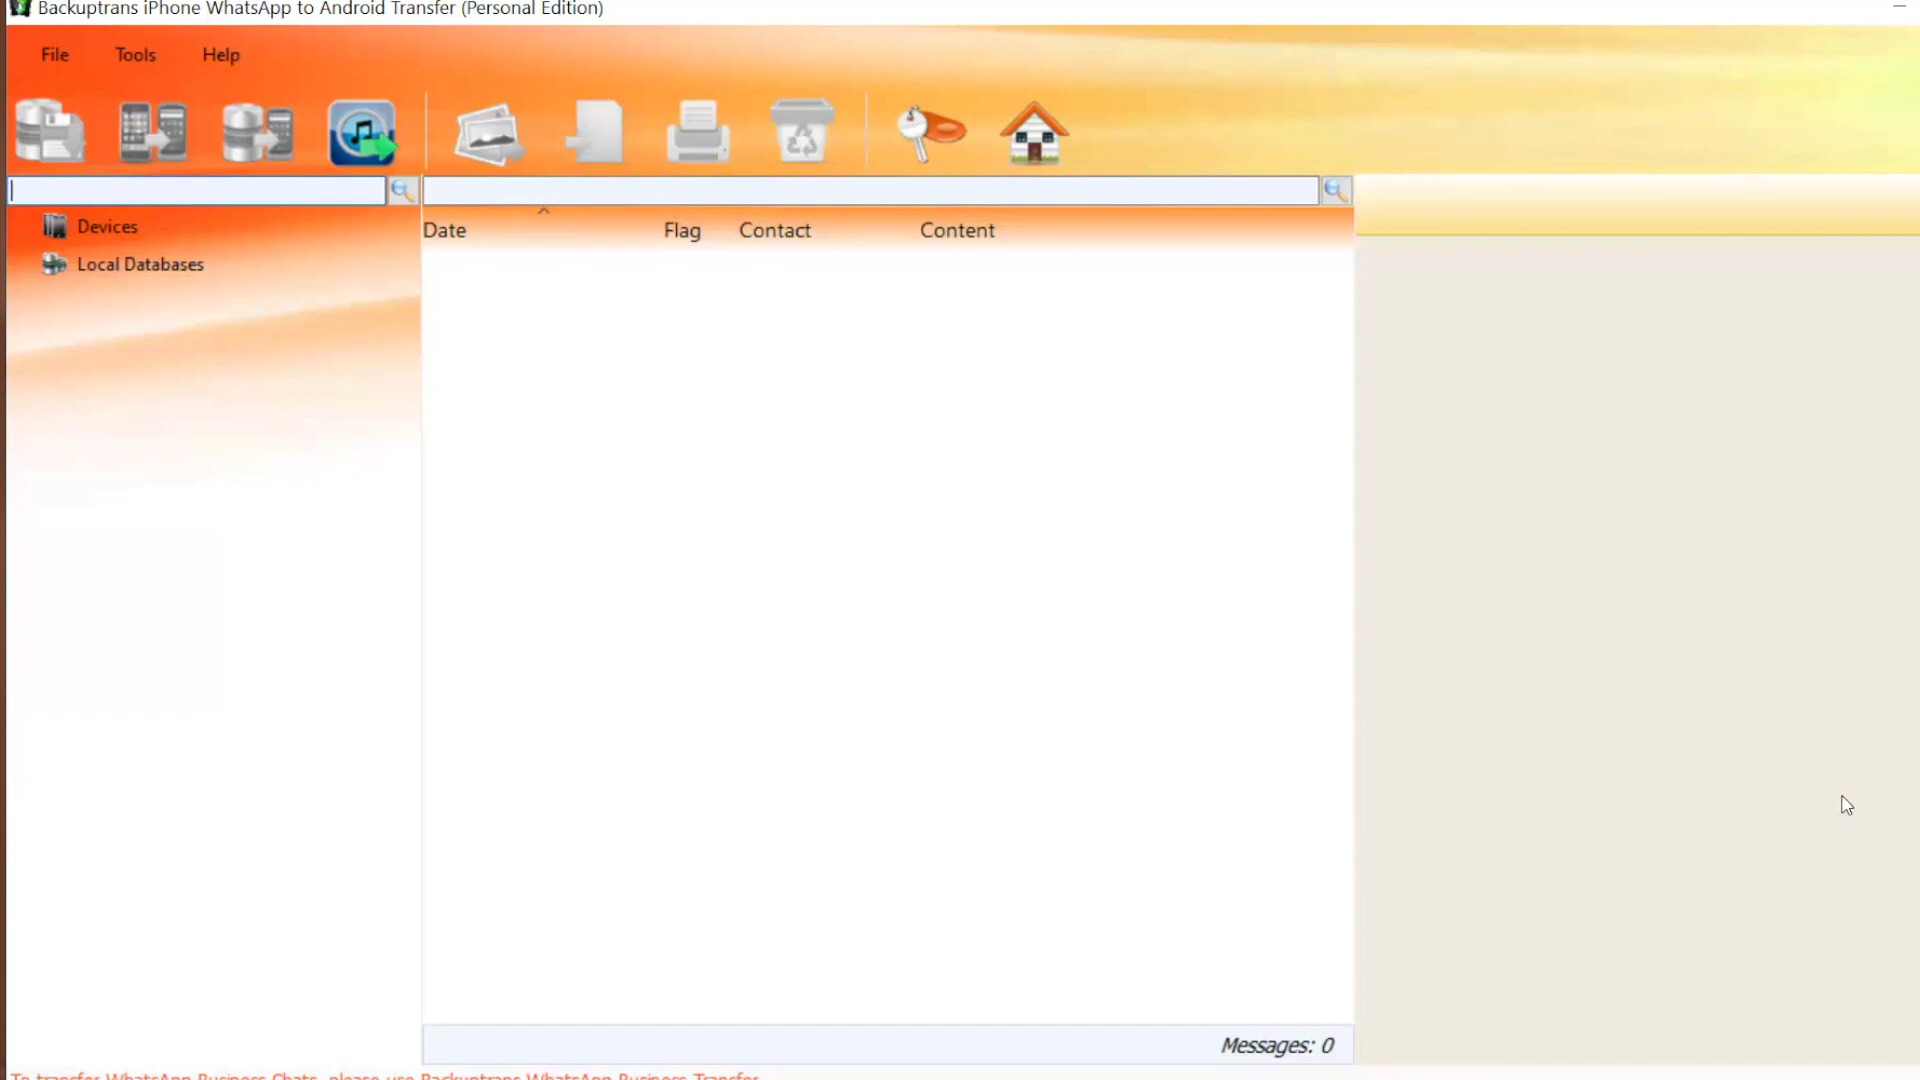 Backuptrans iPhone WhatsApp to Android Transfer (Personal Edition)
File Tools Help
Devices
Local Databases
Date Flag Contact Content
Messages: 0
To transfer WhatsApp Business Chats, please use Backuptrans WhatsApp Business Transfer